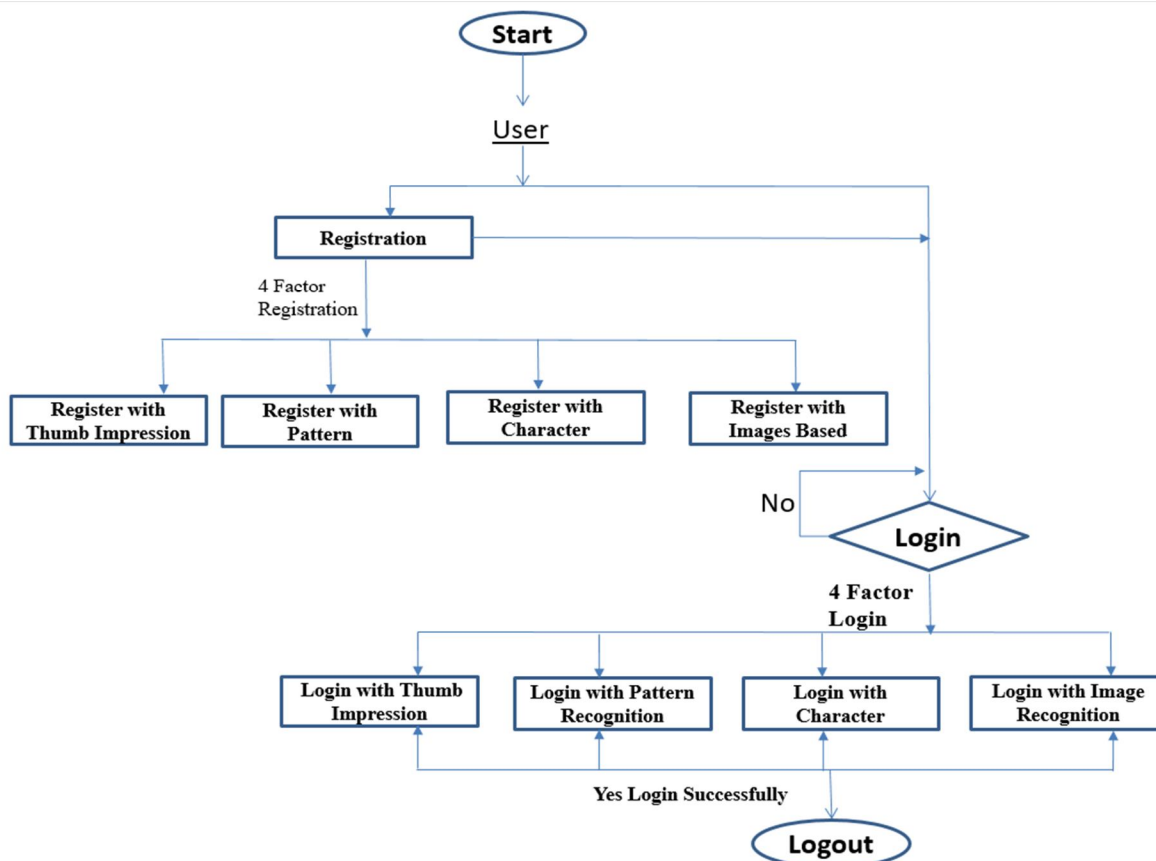 Start
User
Registration
4 Factor
Registration
Register with
Thumb Impression
Register with
Pattern
Register with
Character
Register with
Images Based
No
Login
4 Factor
Login
Login with Thumb
Impression
Login with Pattern
Recognition
Login with
Character
Login with Image
Recognition
Yes Login Successfully
Logout